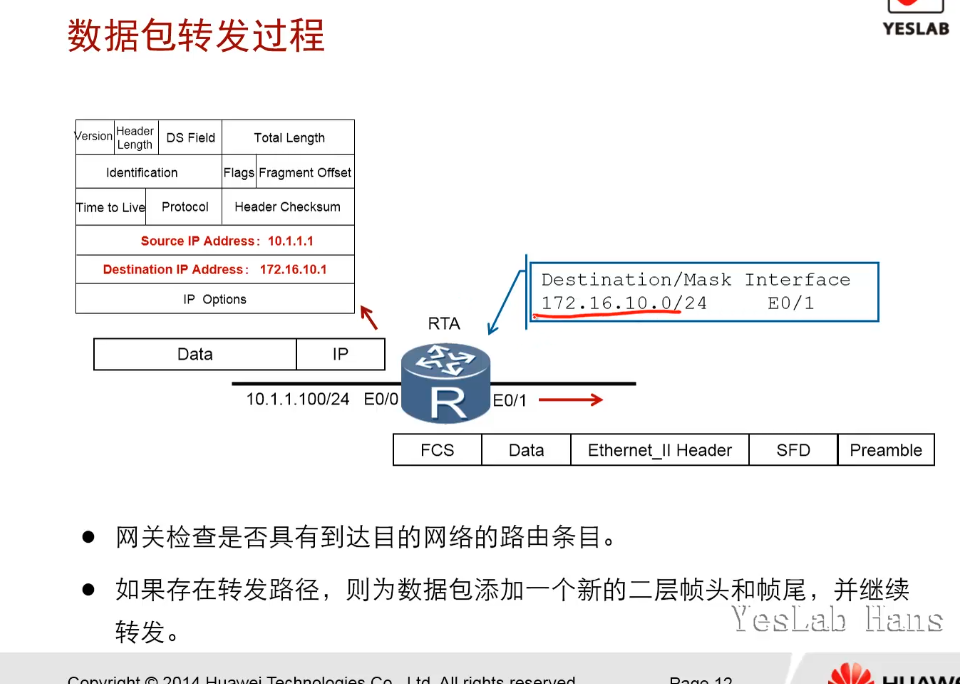 数据包转发过程
YESLAB
Version Header Length DS Field Total Length
Identification Flags Fragment Offset
Time to Live Protocol Header Checksum
Source IP Address: 10.1.1.1
Destination IP Address: 172.16.10.1
IP Options
Destination/Mask Interface
172.16.10.0/24 E0/1
RTA
Data IP
R
10.1.1.100/24 E0/0 E0/1
FCS Data Ethernet_II Header SFD Preamble
● 网关检查是否具有到达目的网络的路由条目。
● 如果存在转发路径，则为数据包添加一个新的二层帧头和帧尾，并继续
转发。
YesLab Hans
Copyright © 2014 Huawei Technologies Co., Ltd. All rights reserved.
Page 12
HUAWE